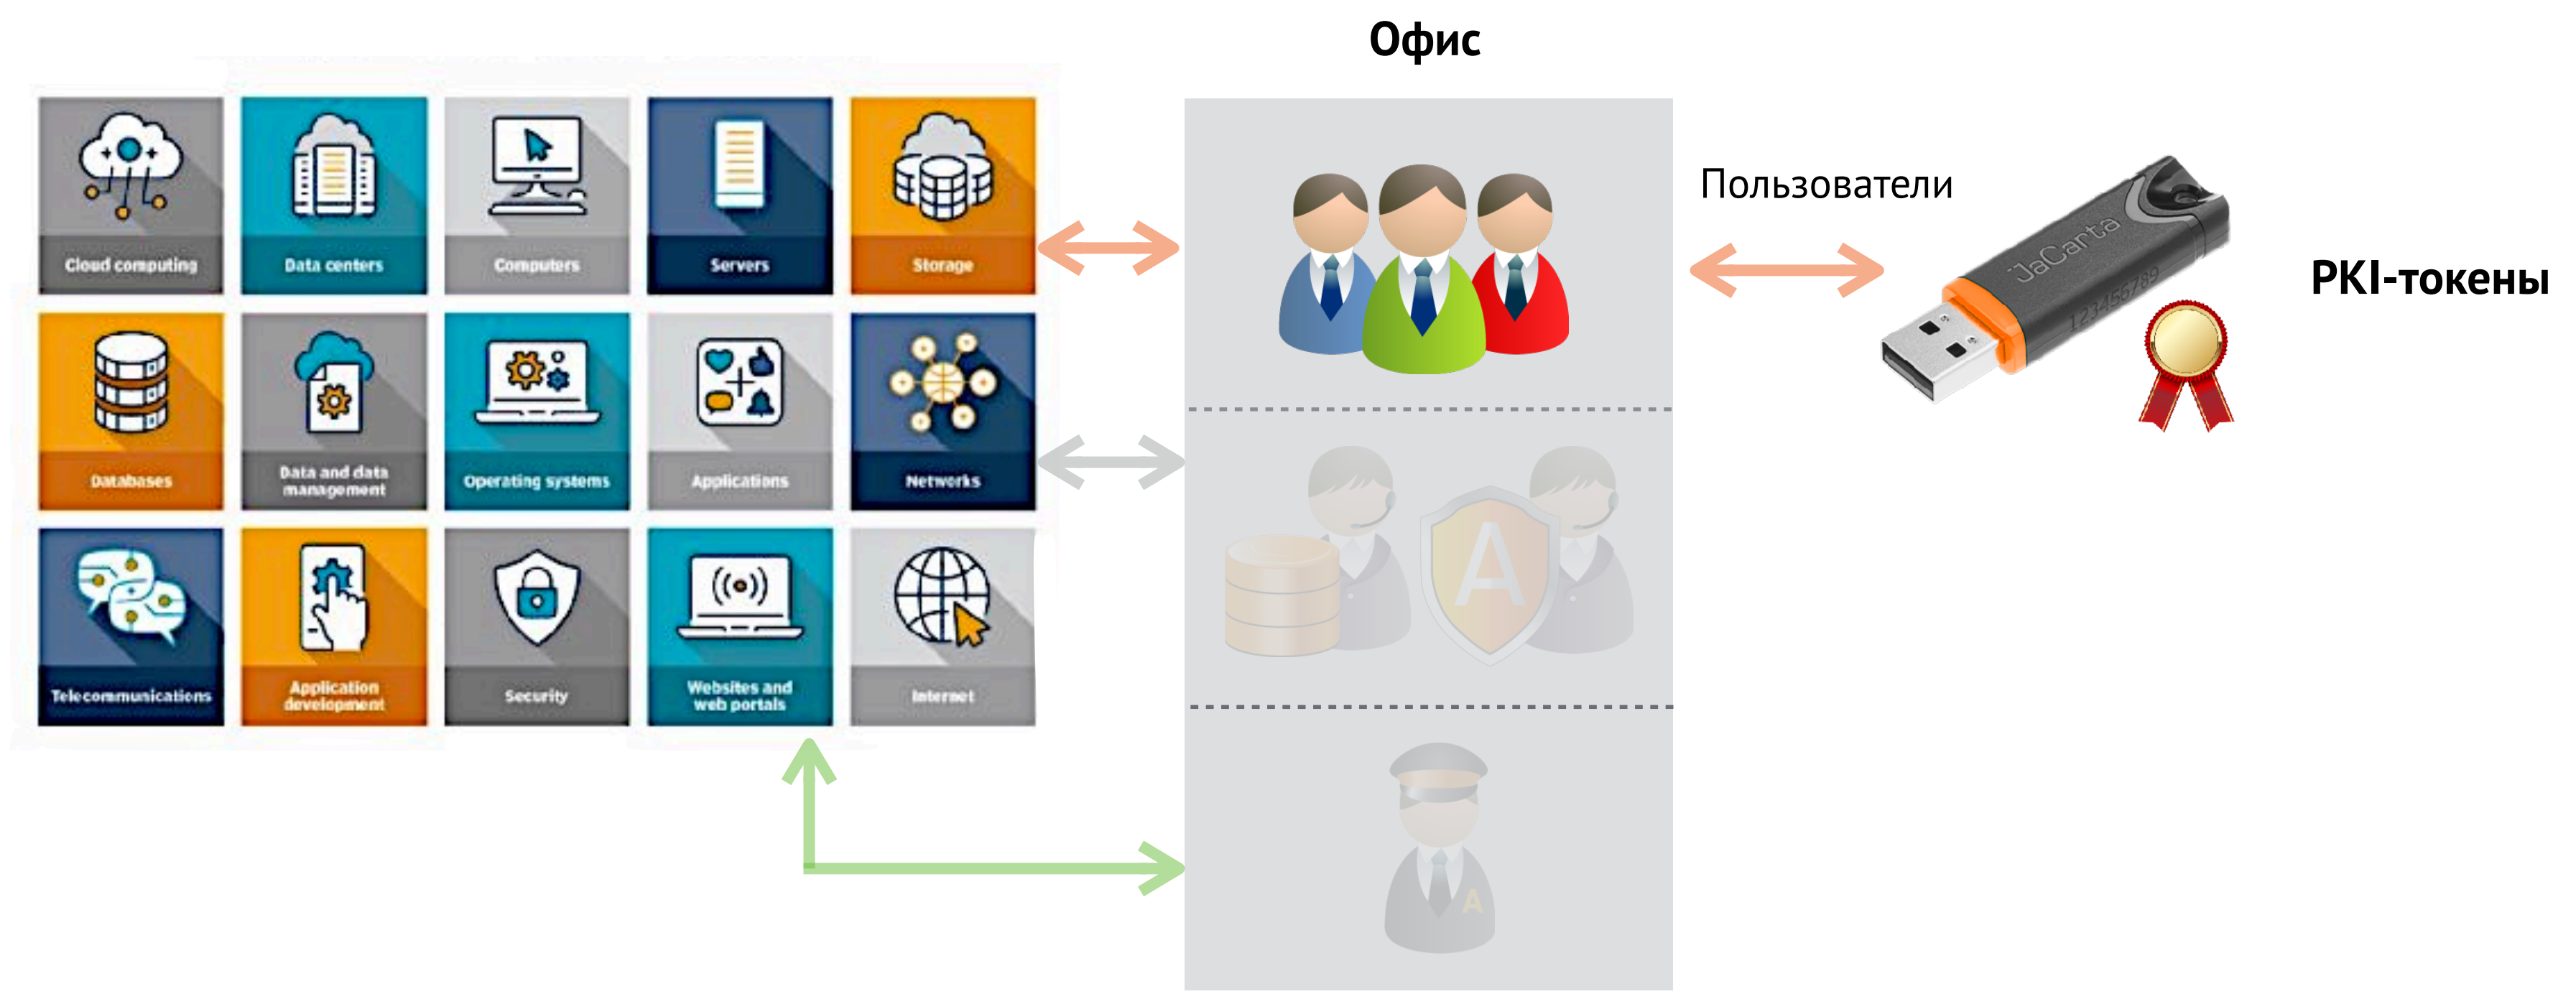 Офис
Cloud computing
Data centers
Computers
Servers
Storage
Пользователи
JaCarta
123456789
PKI-токены
Databases
Data and data
management
Operating systems
Applications
Networks
A
Telecommunications
Application
development
Security
Websites and
web portals
Internet
A